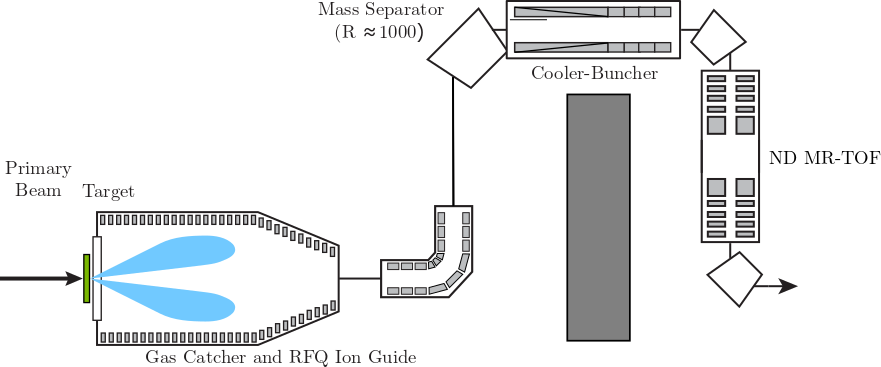 Mass Separator
(R ≈1000)
Cooler-Buncher
ND MR-TOF
Primary
Beam
Target
Gas Catcher and RFQ Ion Guide